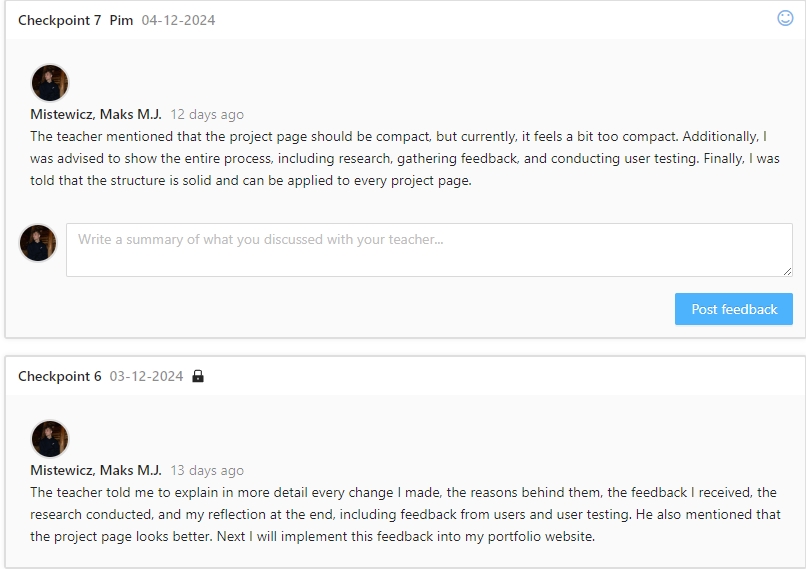 Checkpoint 7 Pim 04-12-2024
Mistewicz, Maks M.J. 12 days ago
The teacher mentioned that the project page should be compact, but currently, it feels a bit too compact. Additionally, I
was advised to show the entire process, including research, gathering feedback, and conducting user testing. Finally, I was
told that the structure is solid and can be applied to every project page.
Write a summary of what you discussed with your teacher...
Post feedback
Checkpoint 6 03-12-2024
Mistewicz, Maks M.J. 13 days ago
The teacher told me to explain in more detail every change I made, the reasons behind them, the feedback I received, the
research conducted, and my reflection at the end, including feedback from users and user testing. He also mentioned that
the project page looks better. Next I will implement this feedback into my portfolio website.